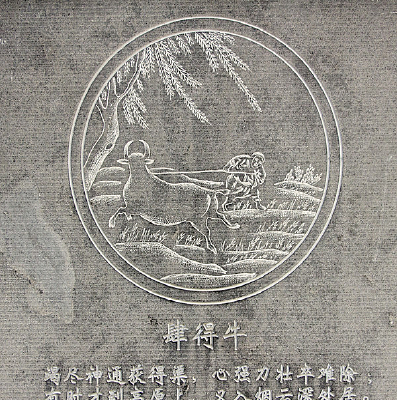 肆得牛
竭尽神通获得渠，心强力壮卒难除；
有时才到高原上，又入烟云深处居。